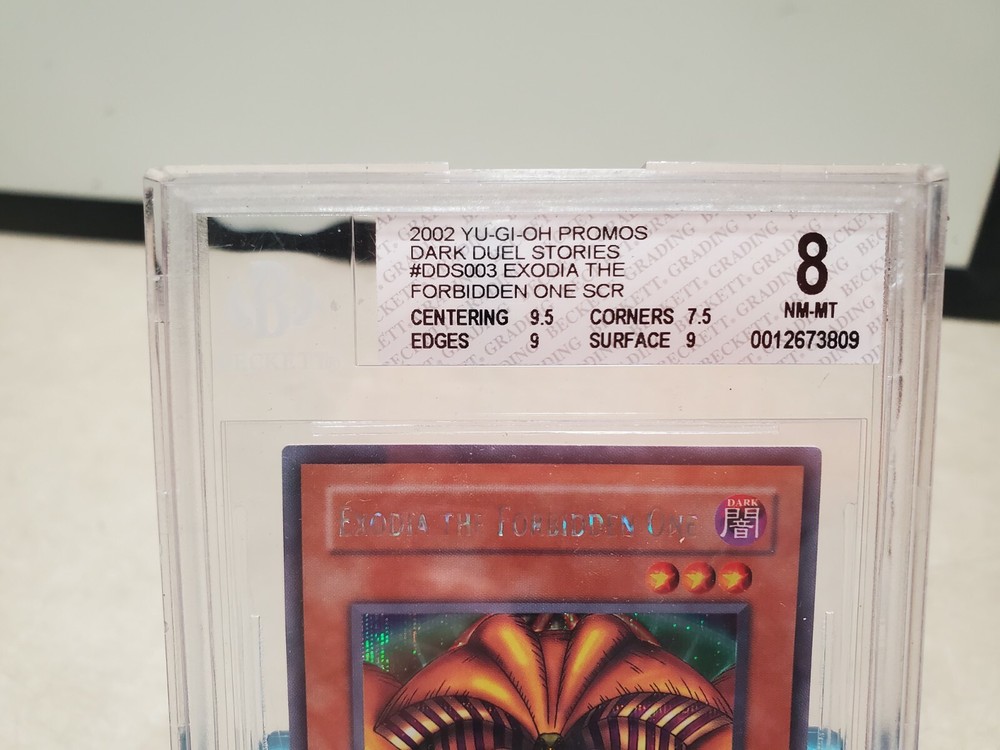 2002 YU-GI-OH PROMOS
DARK DUEL STORIES
#DDS003 EXODIA THE
FORBIDDEN ONE SCR
CENTERING 9.5 CORNERS 7.5
EDGES 9 SURFACE 9
8
NM-MT
0012673809
BECKETT
Exodia the Forbidden One
DARK
闇